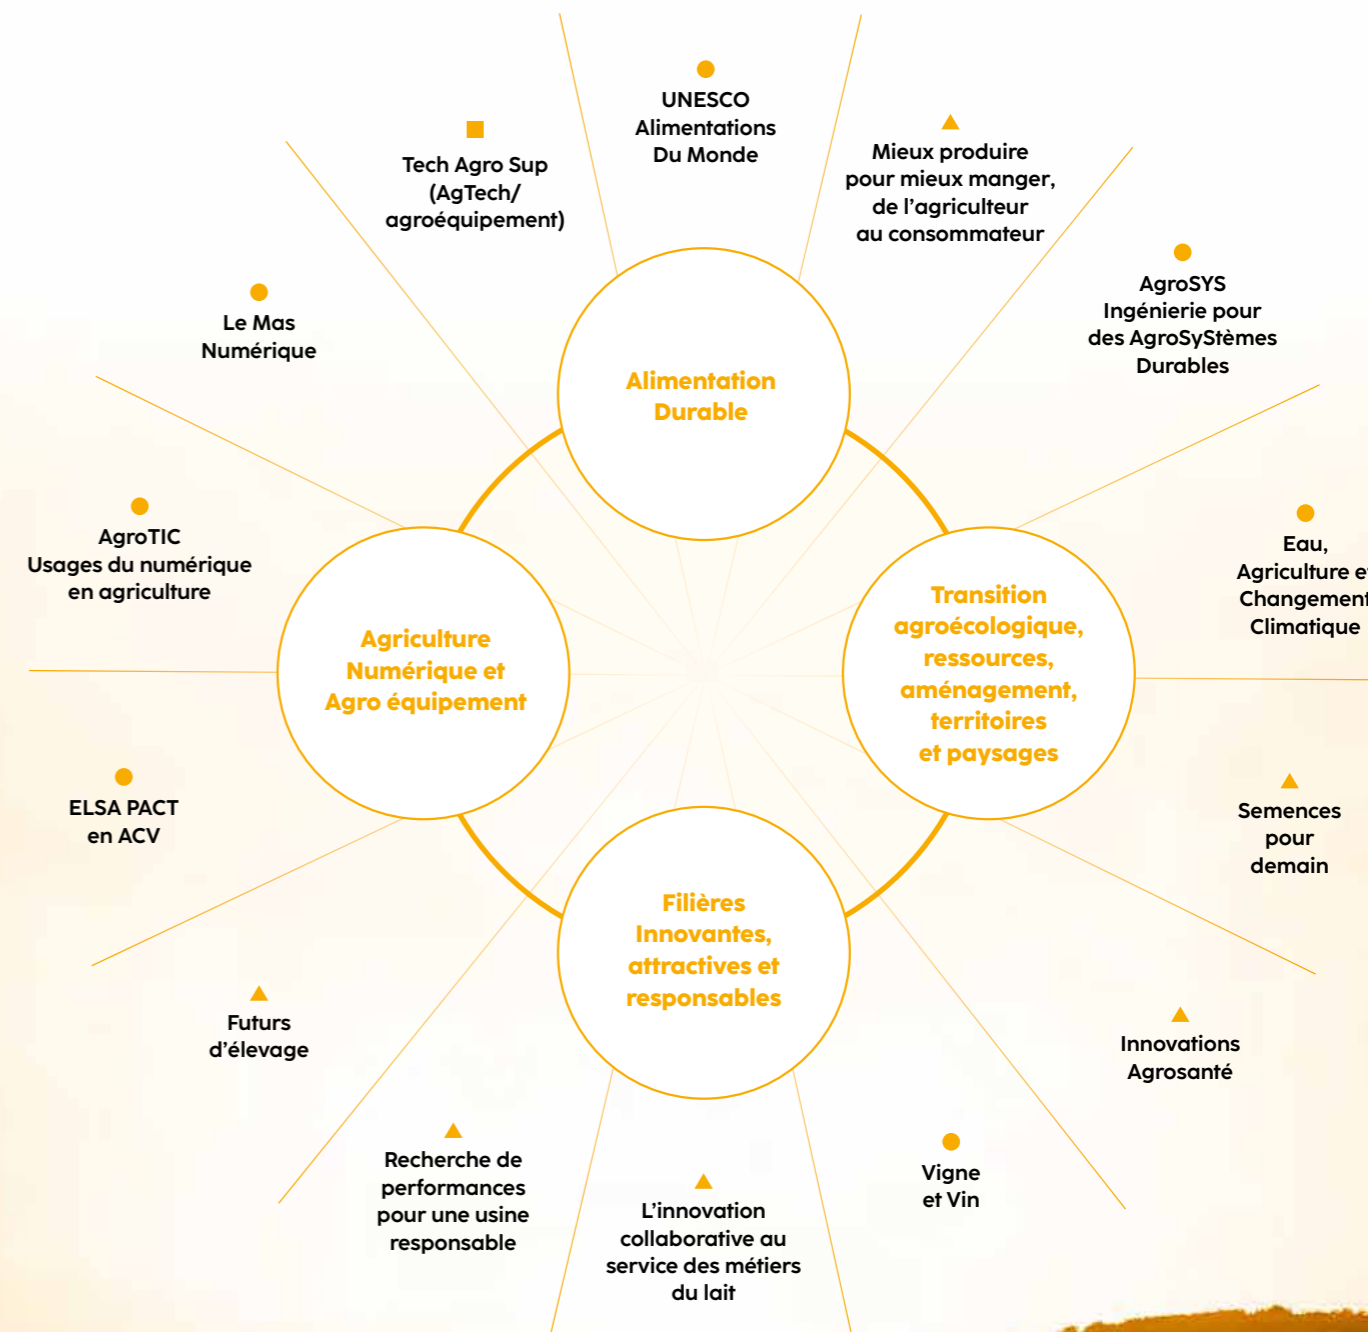 UNESCO
Alimentations
Du Monde
Mieux produire
pour mieux manger,
de l'agriculteur
au consommateur
Tech Agro Sup
(AgTech/
agroéquipement)
AgroSYS
Ingénierie pour
des AgroSyStèmes
Durables
Le Mas
Numérique
Alimentation
Durable
AgroTIC
Usages du numérique
en agriculture
Eau,
Agriculture et
Changement
Climatique
Agriculture
Numérique et
Agro équipement
Transition
agroécologique,
ressources,
aménagement,
territoires
et paysages
ELSA PACT
en ACV
Semences
pour
demain
Filières
Innovantes,
attractives et
responsables
Futurs
d'élevage
Innovations
Agrosanté
Recherche de
performances
pour une usine
responsable
L'innovation
collaborative au
service des métiers
du lait
Vigne
et Vin